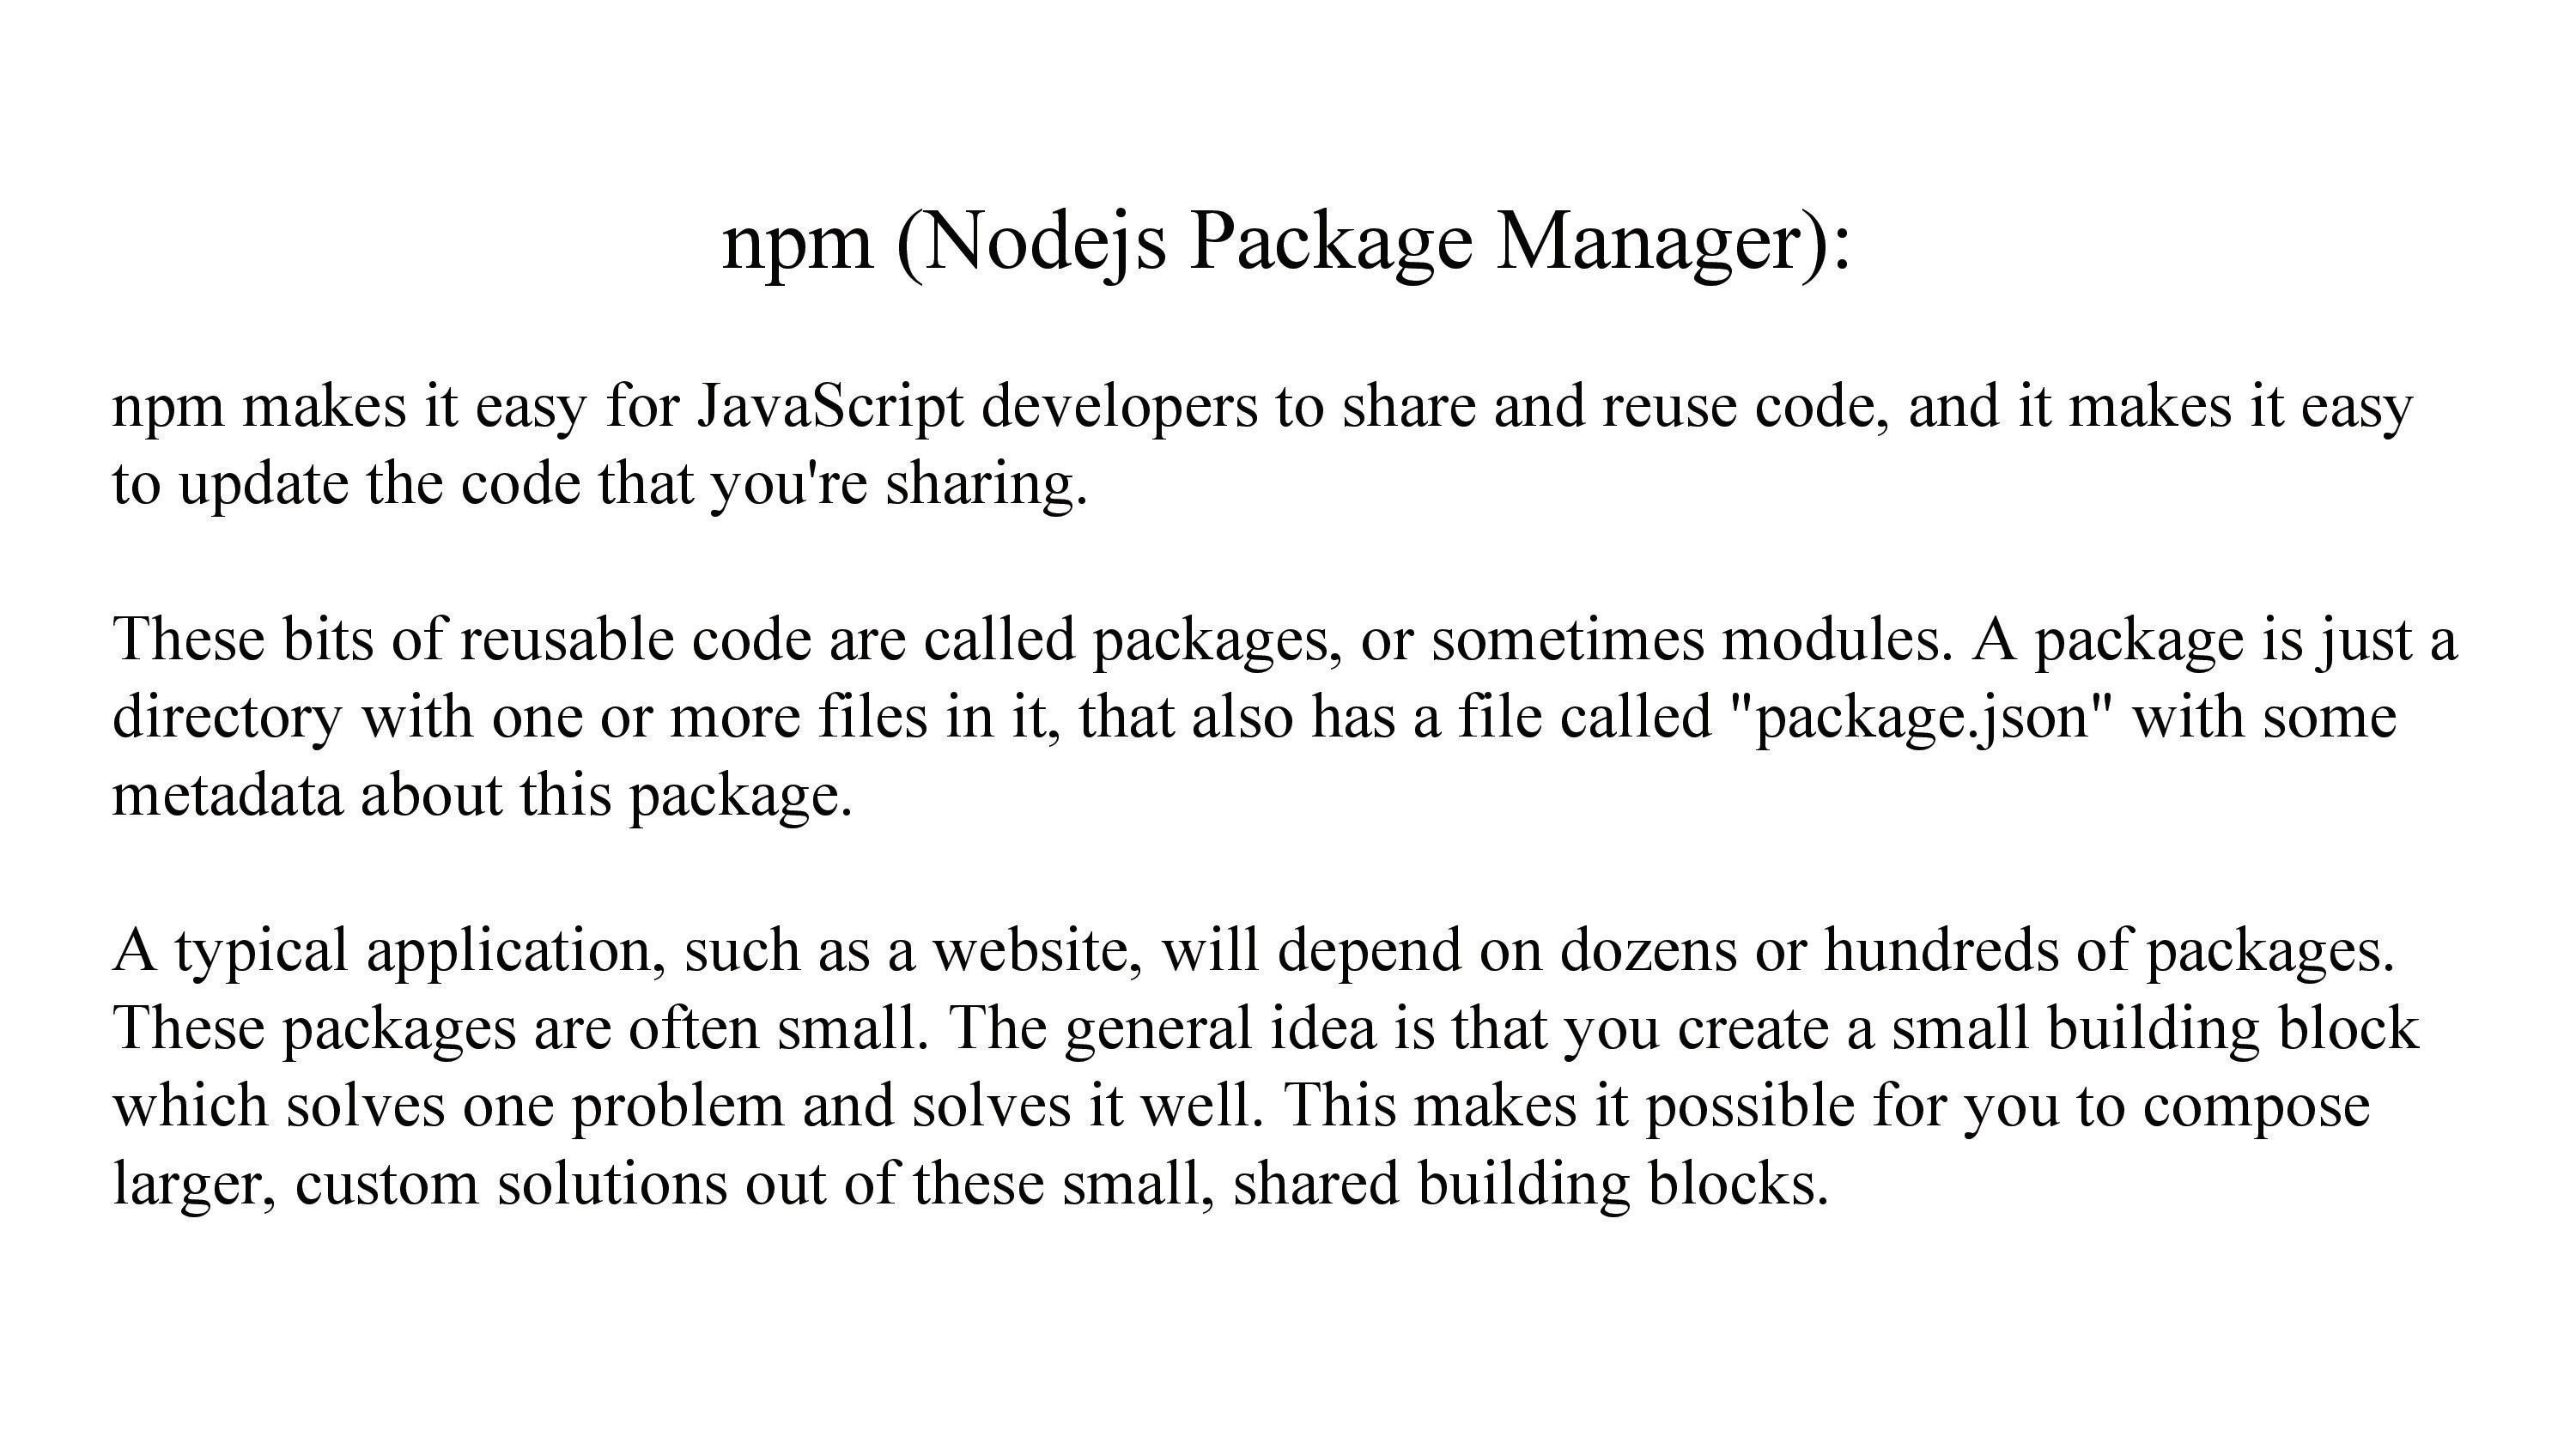 npm (Nodejs Package Manager):
npm makes it easy for JavaScript developers to share and reuse code, and it makes it easy
to update the code that you're sharing.
These bits of reusable code are called packages, or sometimes modules. A package is just a
directory with one or more files in it, that also has a file called "package.json" with some
metadata about this package.
A typical application, such as a website, will depend on dozens or hundreds of packages.
These packages are often small. The general idea is that you create a small building block
which solves one problem and solves it well. This makes it possible for you to compose
larger, custom solutions out of these small, shared building blocks.